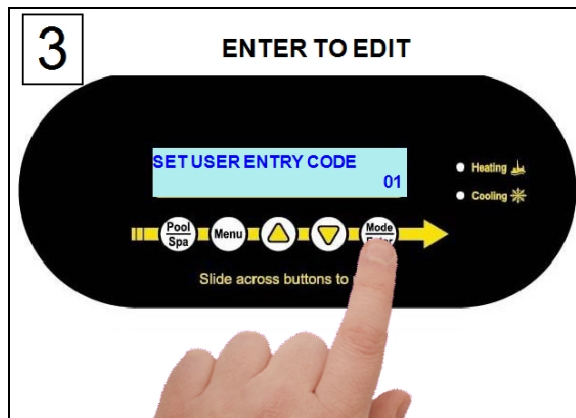 3
ENTER TO EDIT
SET USER ENTRY CODE
01
Heating
Cooling
Pool
Spa
Menu
Mode
Slide across buttons to